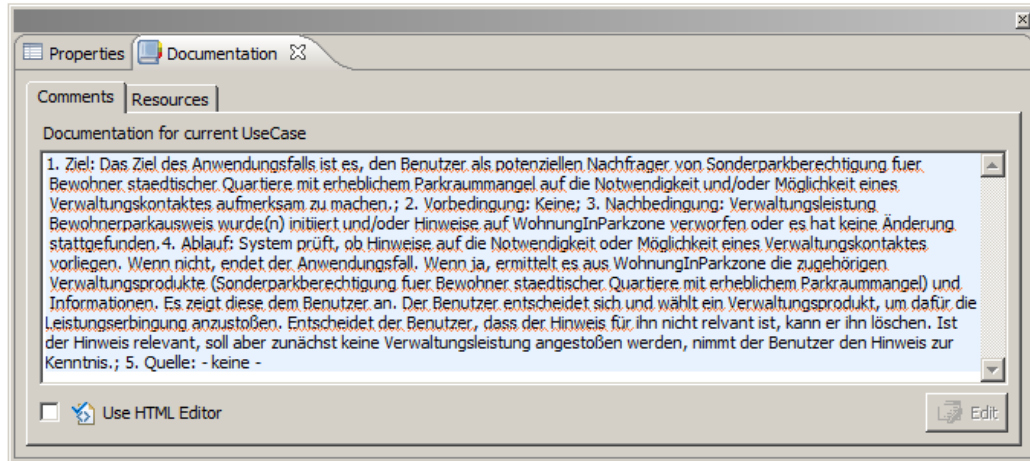 Properties Documentation
Comments Resources
Documentation for current UseCase
1. Ziel: Das Ziel des Anwendungsfalls ist es, den Benutzer als potenziellen Nachfrager von Sonderparkberechtigung fuer
Bewohner staedtischer Quartiere mit erheblichem Parkraummangel auf die Notwendigkeit und/oder Möglichkeit eines
Verwaltungskontaktes aufmerksam zu machen.; 2. Vorbedingung: Keine; 3. Nachbedingung: Verwaltungsleistung
Bewohnerparkausweis wurde(n) initiiert und/oder Hinweise auf WohnungInParkzone verworfen oder es hat keine Änderung
stattgefunden.4. Ablauf: System prüft, ob Hinweise auf die Notwendigkeit oder Möglichkeit eines Verwaltungskontaktes
vorliegen. Wenn nicht, endet der Anwendungsfall. Wenn ja, ermittelt es aus WohnungInParkzone die zugehörigen
Verwaltungsprodukte (Sonderparkberechtigung fuer Bewohner staedtischer Quartiere mit erheblichem Parkraummangel) und
Informationen. Es zeigt diese dem Benutzer an. Der Benutzer entscheidet sich und wählt ein Verwaltungsprodukt, um dafür die
Leistungserbingung anzustoßen. Entscheidet der Benutzer, dass der Hinweis für ihn nicht relvant ist, kann er ihn löschen. Ist
der Hinweis relevant, soll aber zunächst keine Verwaltungsleistung angestoßen werden, nimmt der Benutzer den Hinweis zur
Kenntnis.; 5. Quelle: - keine -
Use HTML Editor Edit